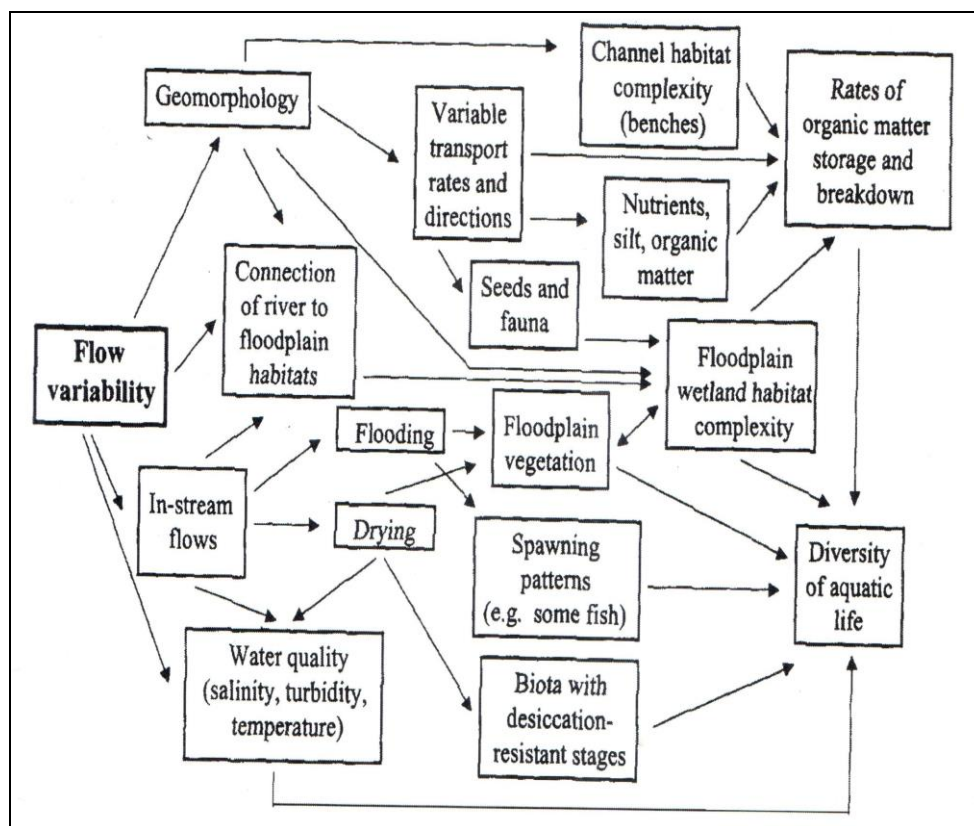 Geomorphology
Channel habitat
complexity
(benches)
Rates of
organic matter
storage and
breakdown
Variable
transport
rates and
directions
Nutrients,
silt, organic
matter
Connection
of river to
floodplain
habitats
Seeds and
fauna
Flow
variability
Floodplain
wetland habitat
complexity
Flooding
Floodplain
vegetation
In-stream
flows
Drying
Spawning
patterns
(e.g. some fish)
Diversity
of aquatic
life
Water quality
(salinity, turbidity,
temperature)
Biota with
desiccation-
resistant stages